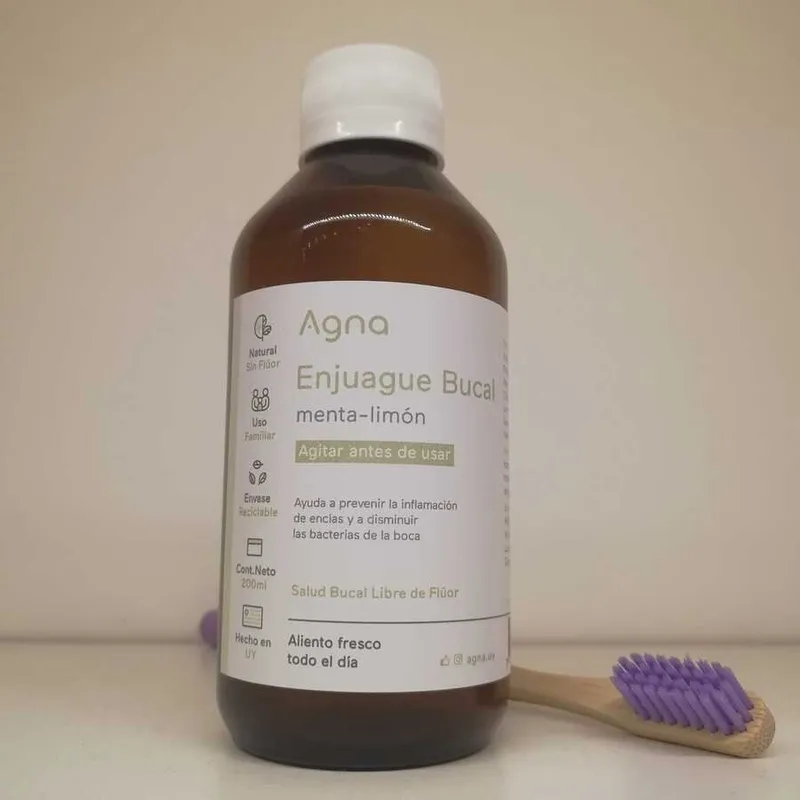 Agna
Enjuague Bucal
menta-limón
Agitar antes de usar
Ayuda a prevenir la inflamación
de encías y a disminuir
las bacterias de la boca
Salud Bucal Libre de Flúor
Aliento fresco
todo el día
agna.uy
Natural
Sin Flúor
Uso
Familiar
Envase
Reciclable
Cont.Neto
200ml
Hecho en
UY